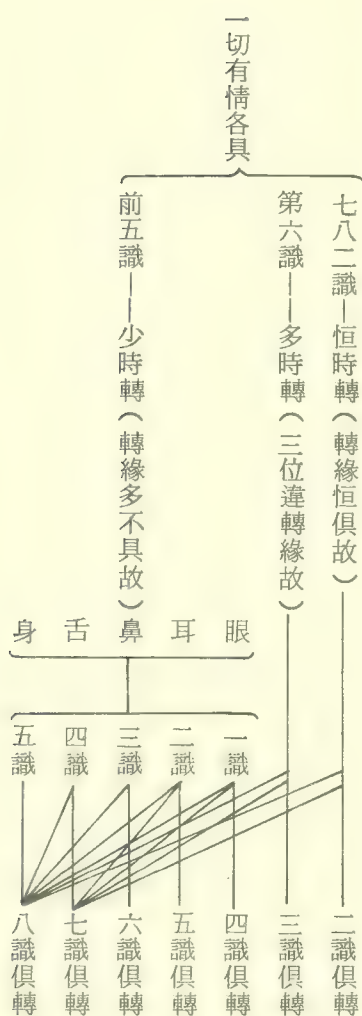 一切有情各具
七八二識—恒時轉（轉緣恒俱故）
第六識——多時轉（三位違轉緣故）
前五識——少時轉（轉緣多不具故）
眼
耳
鼻
舌
身
一識
二識
三識
四識
五識
二識俱轉
三識俱轉
四識俱轉
五識俱轉
六識俱轉
七識俱轉
八識俱轉